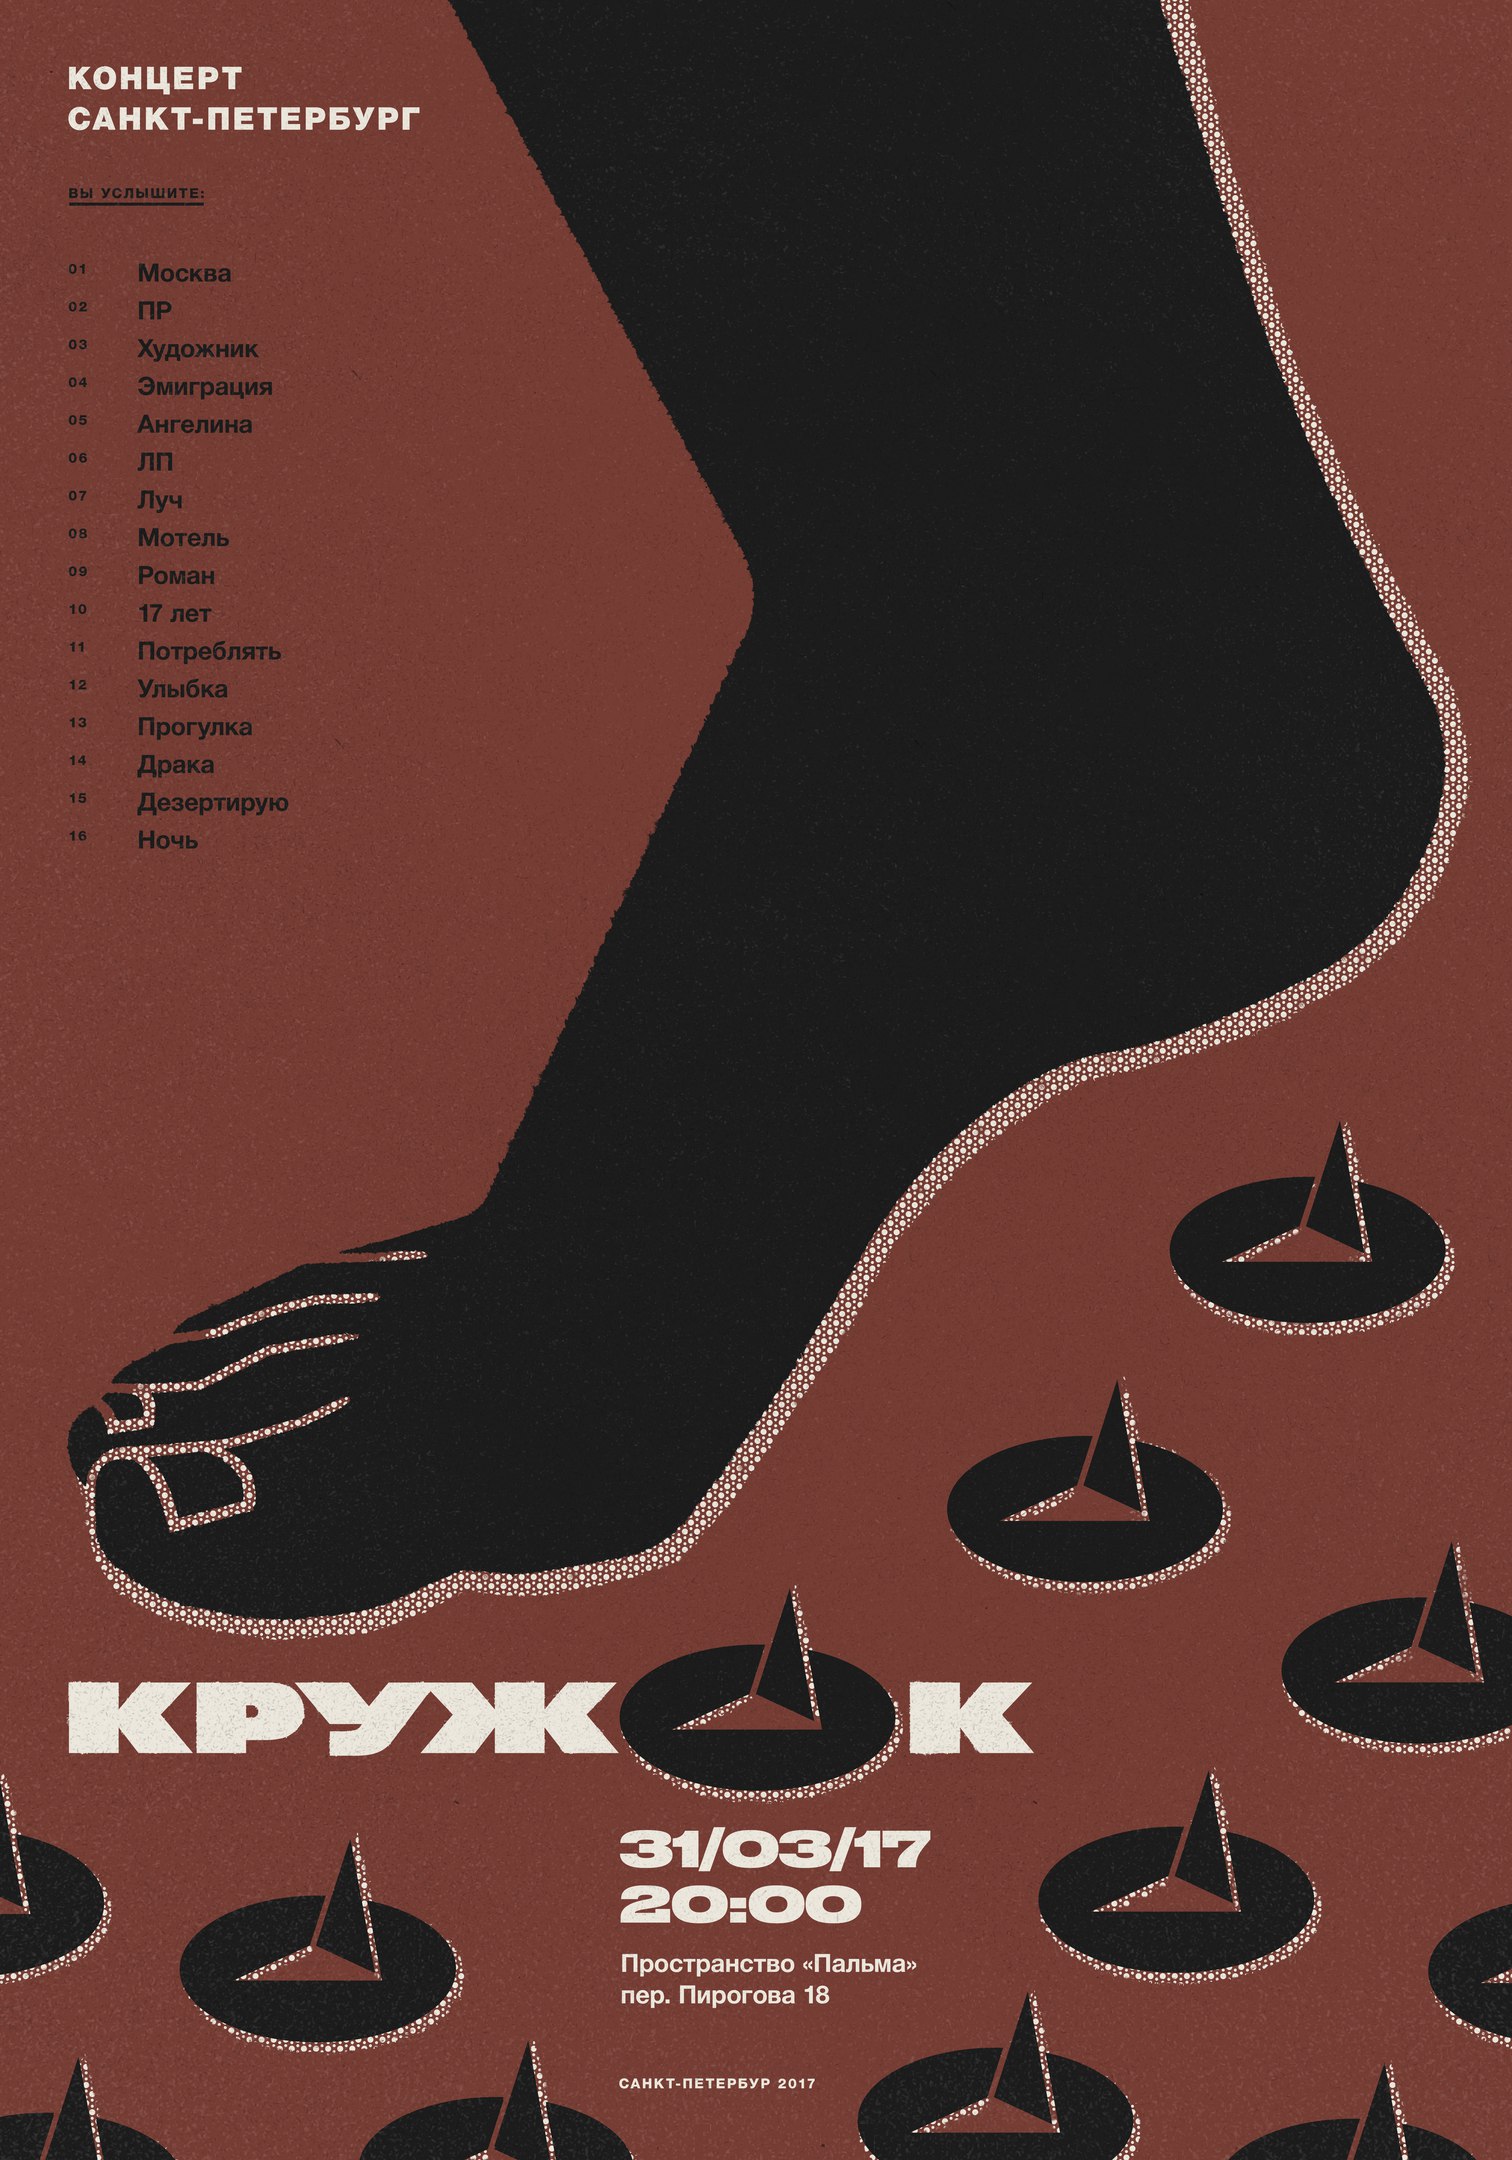 КОНЦЕРТ
САНКТ-ПЕТЕРБУРГ
ВЫ УСЛЫШИТЕ:
01 Москва
02 ПР
03 Художник
04 Эмиграция
05 Ангелина
06 ЛП
07 Луч
08 Мотель
09 Роман
10 17 лет
11 Потреблять
12 Улыбка
13 Прогулка
14 Драка
15 Дезертирую
16 Ночь
КРУЖОК
31/03/17
20:00
Пространство «Пальма»
пер. Пирогова 18
САНКТ-ПЕТЕРБУР 2017